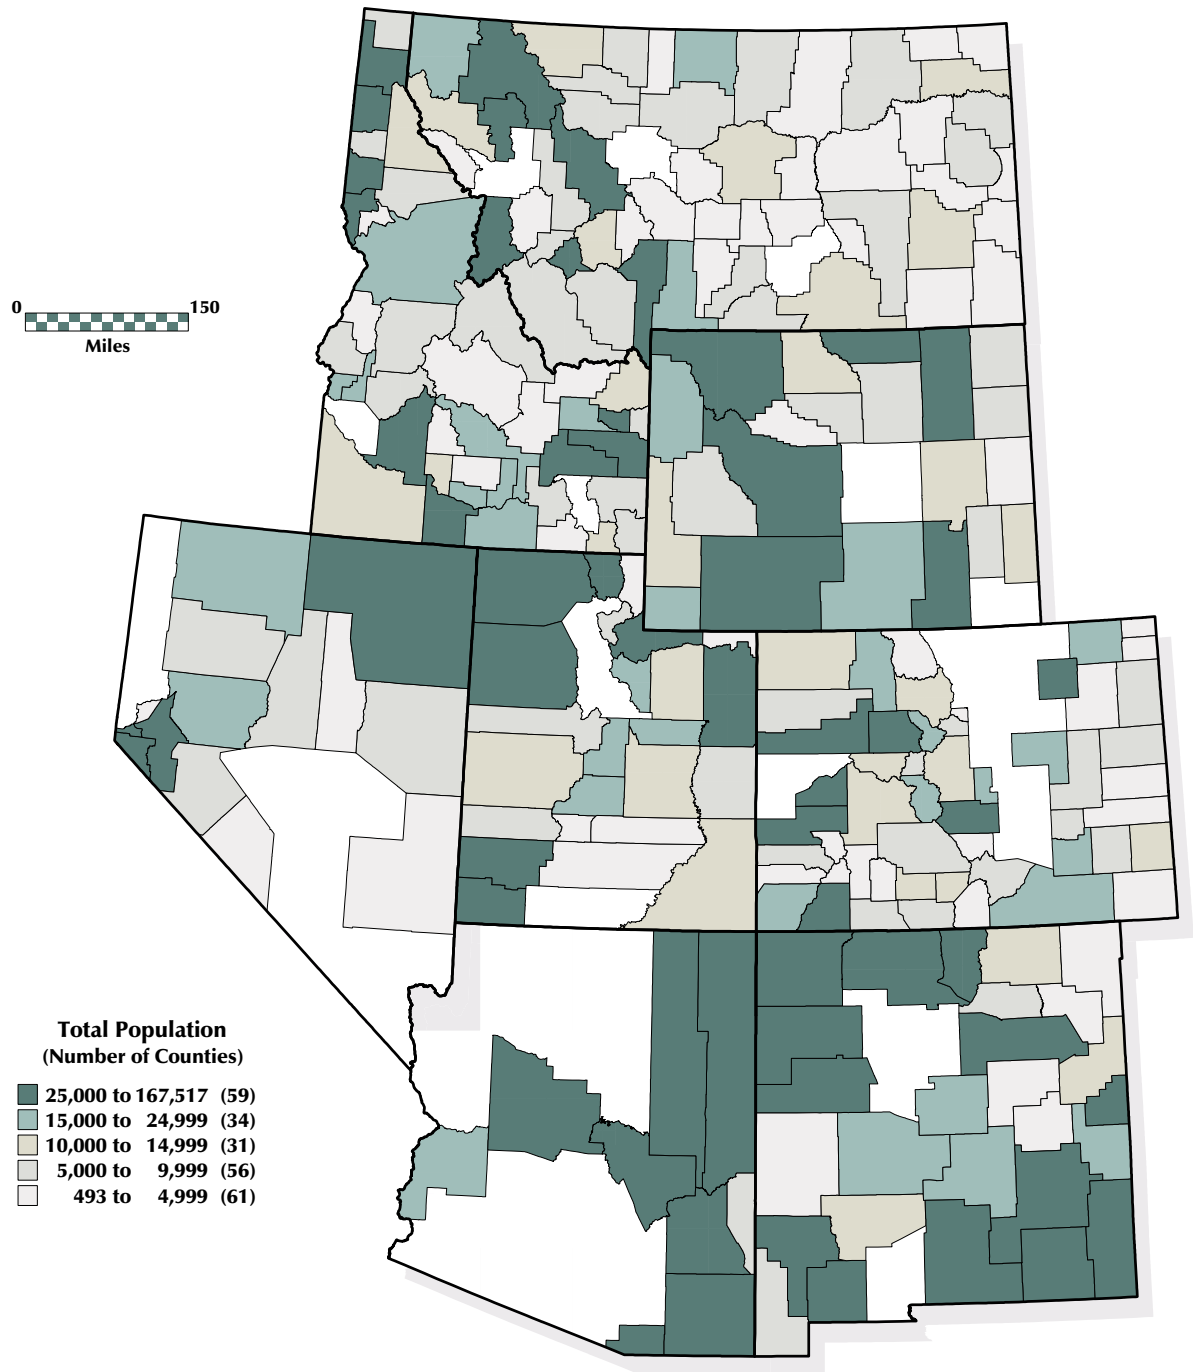 0 150
Miles
Total Population
(Number of Counties)
25,000 to 167,517 (59)
15,000 to 24,999 (34)
10,000 to 14,999 (31)
5,000 to 9,999 (56)
493 to 4,999 (61)